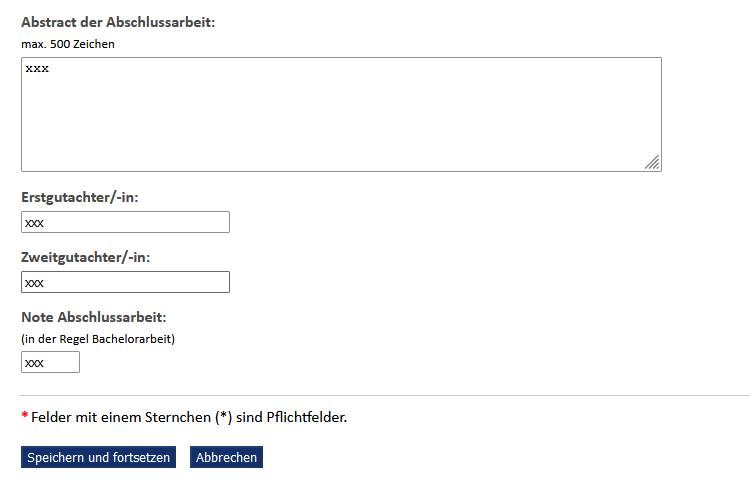 Abstract der Abschlussarbeit:
max. 500 Zeichen
xxx
Erstgutachter/-in:
xxx
Zweitgutachter/-in:
xxx
Note Abschlussarbeit:
(in der Regel Bachelorarbeit)
xxx
* Felder mit einem Sternchen (*) sind Pflichtfelder.
Speichern und fortsetzen Abbrechen